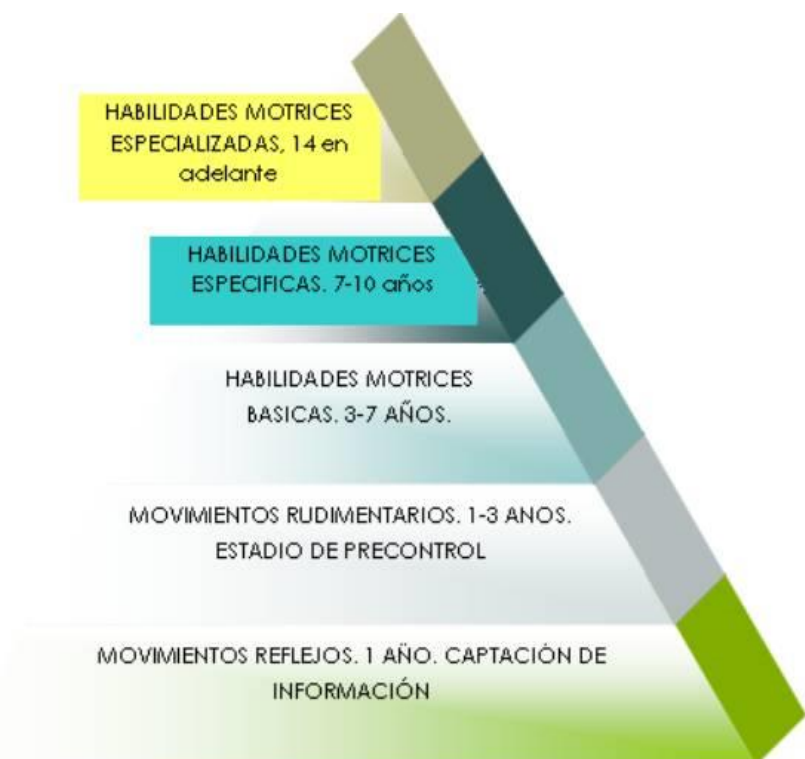 HABILIDADES MOTRICES
ESPECIALIZADAS, 14 en
adelante
HABILIDADES MOTRICES
ESPECIFICAS. 7-10 años
HABILIDADES MOTRICES
BASICAS. 3-7 AÑOS.
MOVIMIENTOS RUDIMENTARIOS. 1-3 ANOS.
ESTADIO DE PRECONTROL
MOVIMIENTOS REFLEJOS. 1 AÑO. CAPTACIÓN DE
INFORMACIÓN